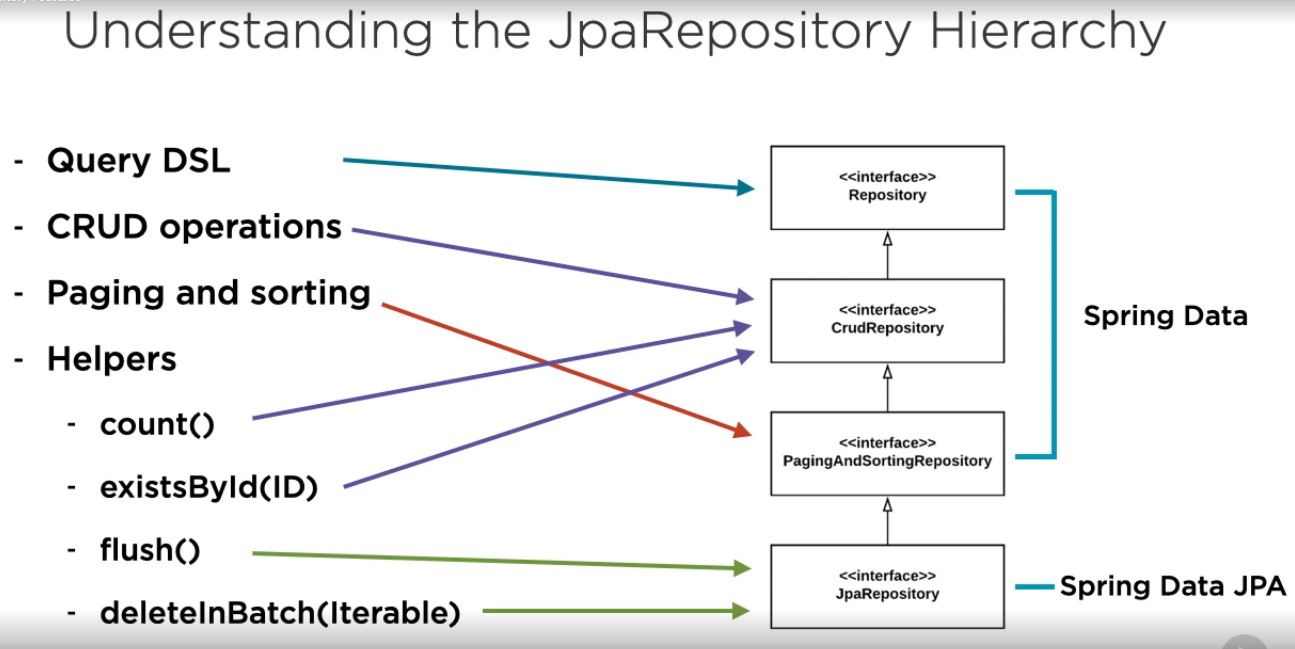 Understanding the JpaRepository Hierarchy
- Query DSL
- CRUD operations
- Paging and sorting
- Helpers
- count()
- existsById(ID)
- flush()
- deleteInBatch(Iterable)
<<interface>>
Repository
<<interface>>
CrudRepository
<<interface>>
PagingAndSortingRepository
<<interface>>
JpaRepository
Spring Data
Spring Data JPA